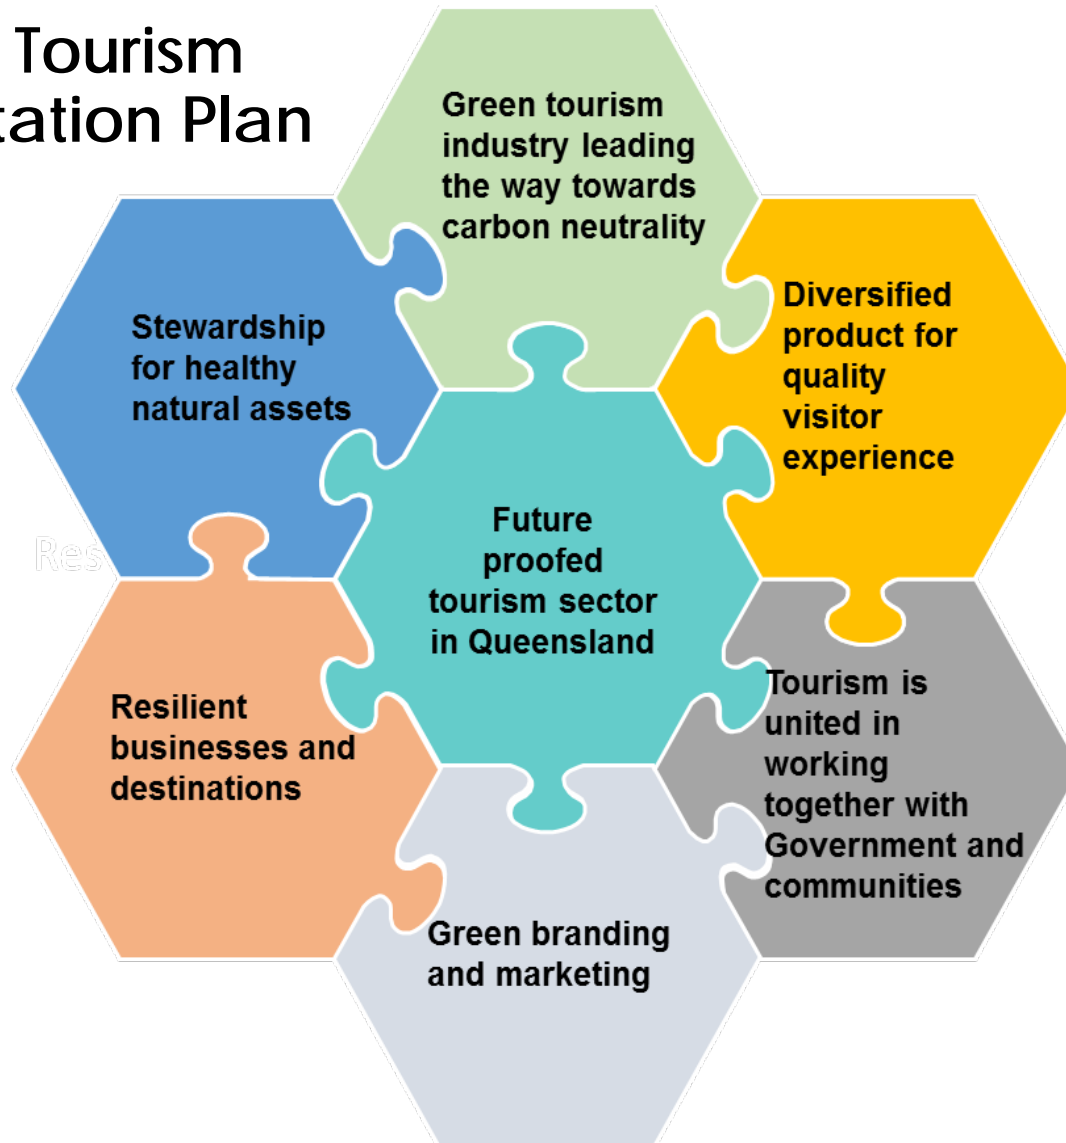 Tourism
tation Plan
Green tourism
industry leading
the way towards
carbon neutrality
Stewardship
for healthy
natural assets
Diversified
product for
quality
visitor
experience
Future
proofed
tourism sector
in Queensland
Res
Resilient
businesses and
destinations
Tourism is
united in
working
together with
Government and
communities
Green branding
and marketing